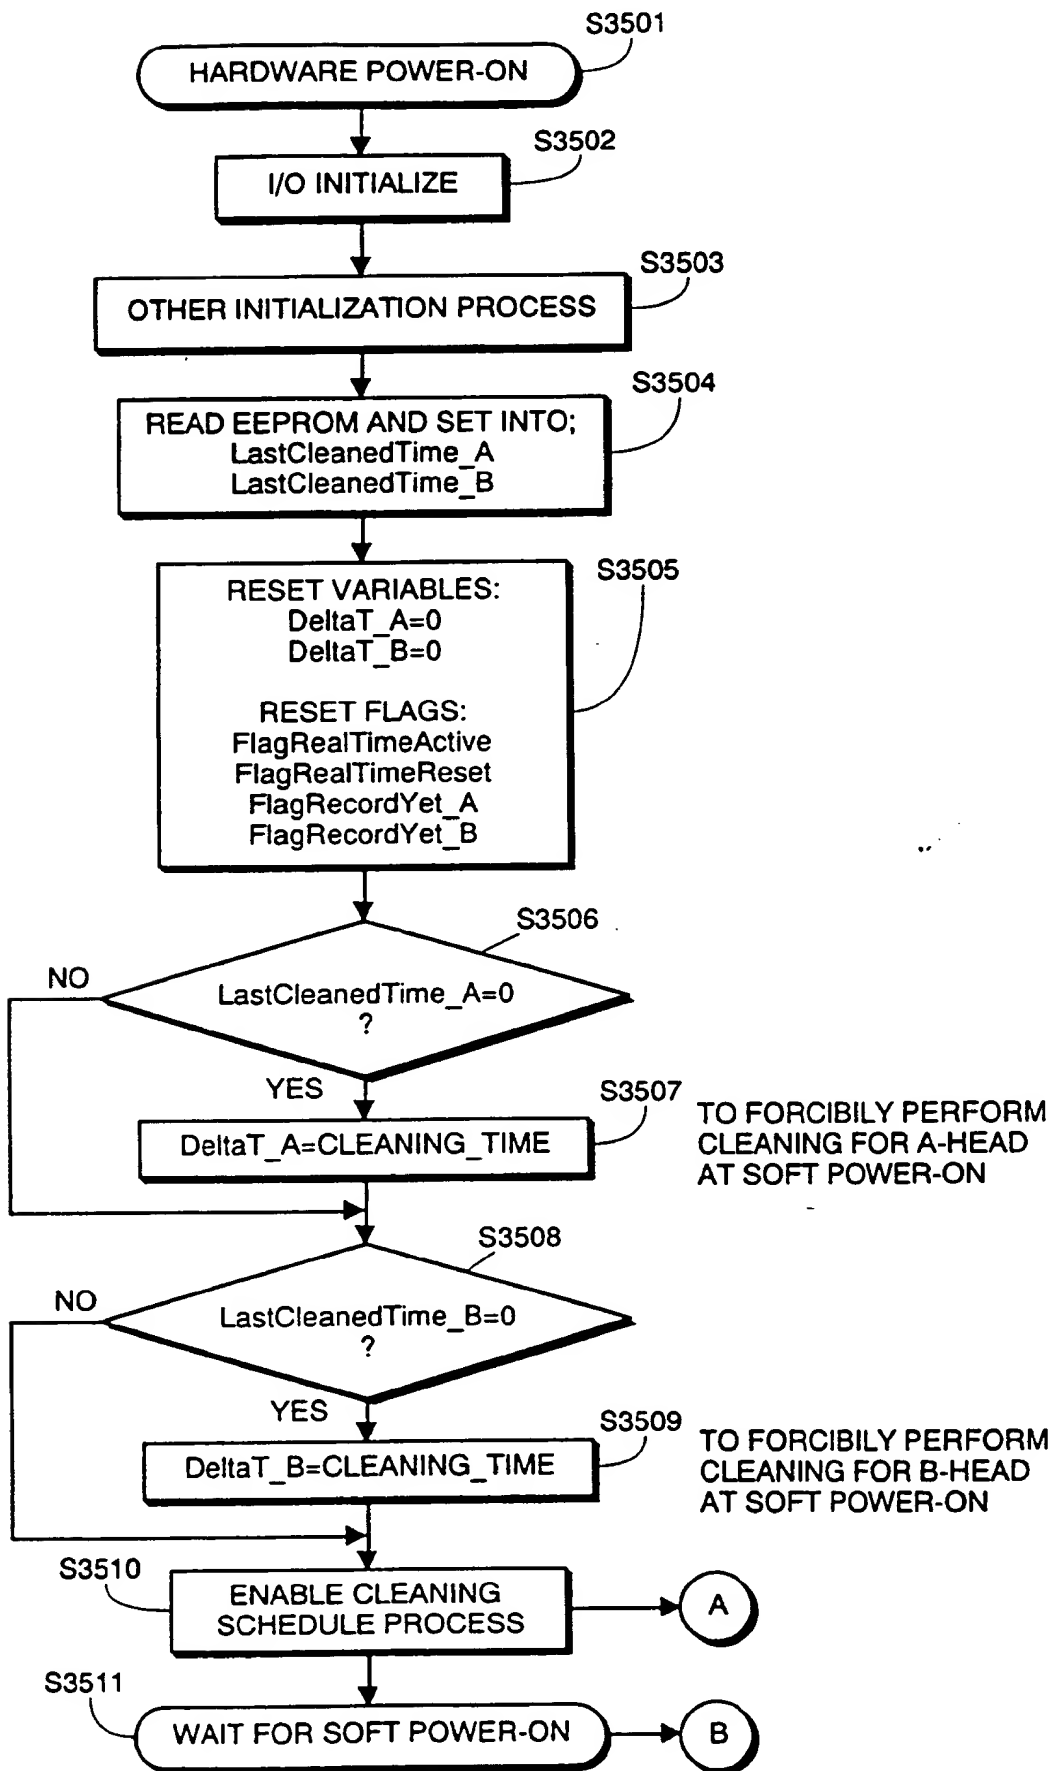 S3501
HARDWARE POWER-ON
S3502
I/O INITIALIZE
S3503
OTHER INITIALIZATION PROCESS
S3504
READ EEPROM AND SET INTO;
LastCleanedTime_A
LastCleanedTime_B
S3505
RESET VARIABLES:
DeltaT_A=0
DeltaT_B=0
RESET FLAGS:
FlagRealTimeActive
FlagRealTimeReset
FlagRecordYet_A
FlagRecordYet_B
S3506
NO
LastCleanedTime_A=0
?
YES
S3507
DeltaT_A=CLEANING_TIME
TO FORCIBILY PERFORM
CLEANING FOR A-HEAD
AT SOFT POWER-ON
S3508
NO
LastCleanedTime_B=0
?
YES
S3509
DeltaT_B=CLEANING_TIME
TO FORCIBILY PERFORM
CLEANING FOR B-HEAD
AT SOFT POWER-ON
S3510
ENABLE CLEANING
SCHEDULE PROCESS
A
S3511
WAIT FOR SOFT POWER-ON
B